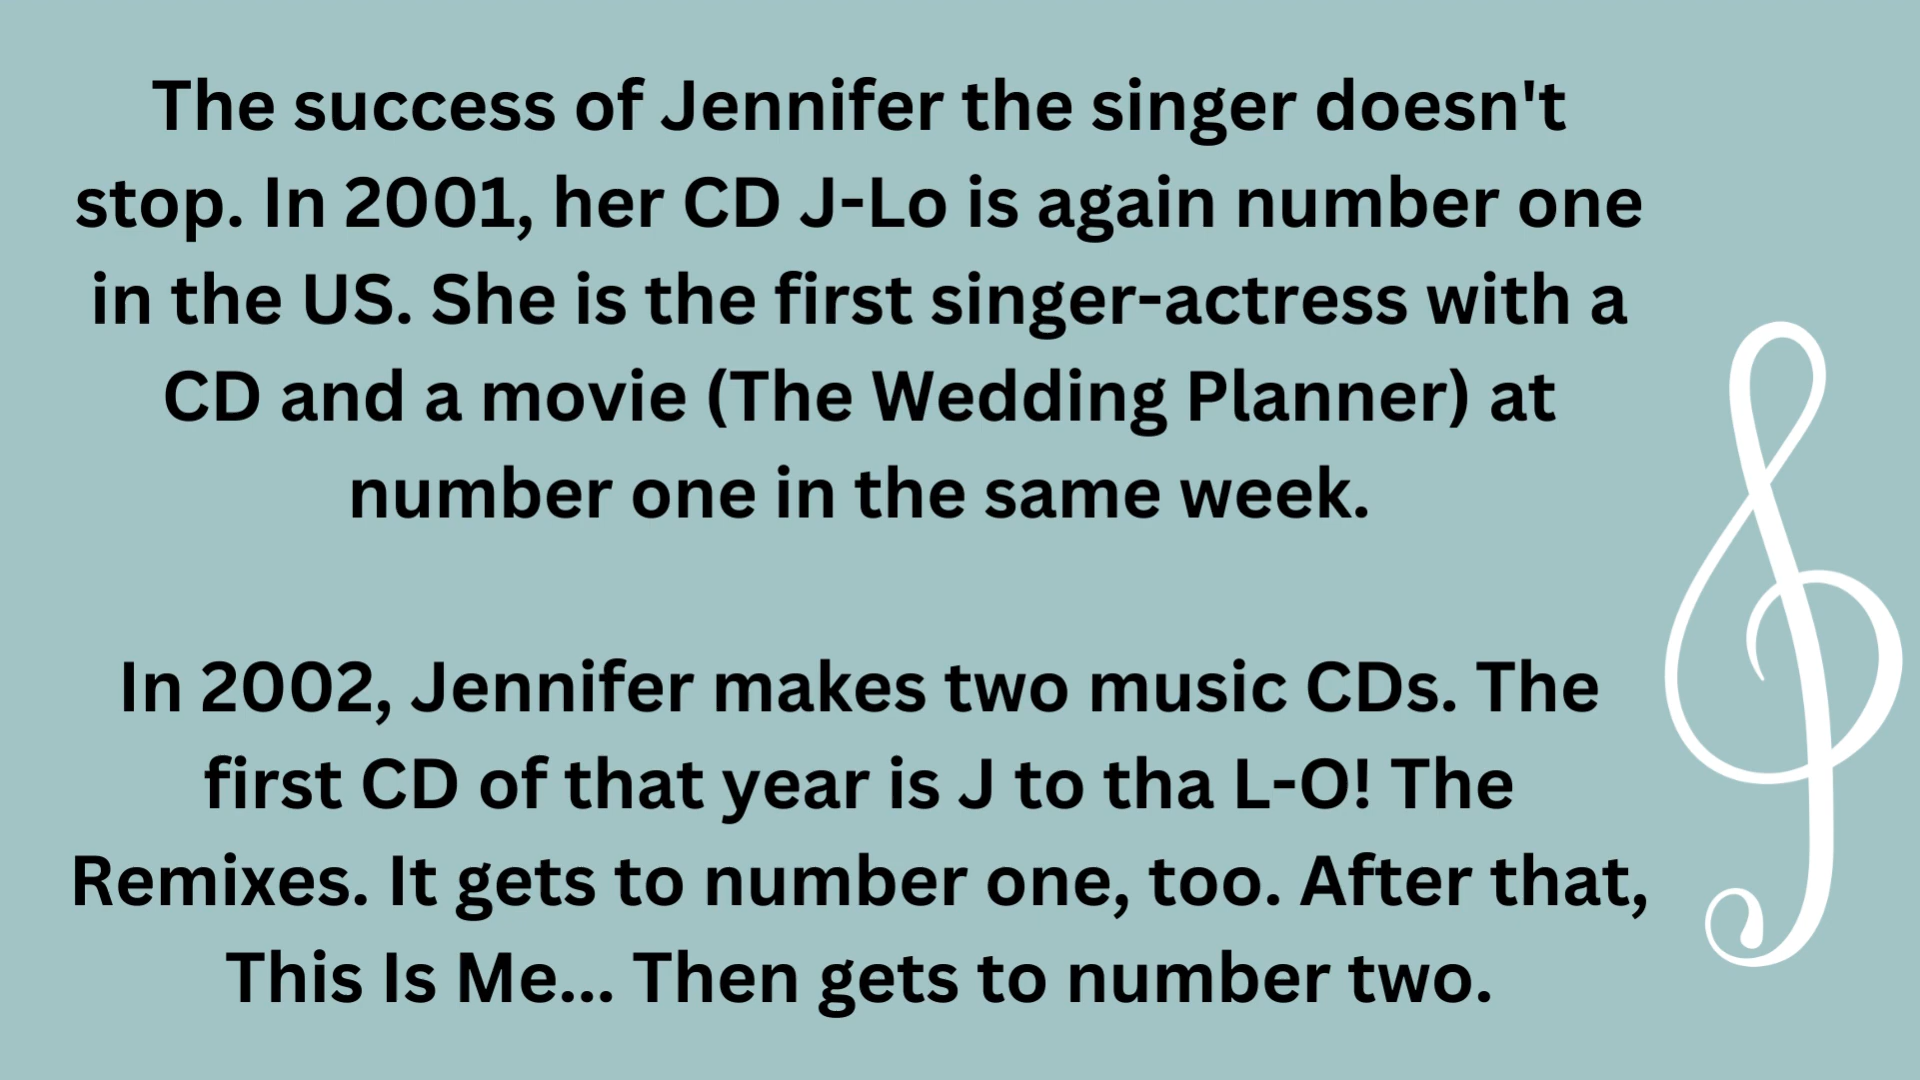 The success of Jennifer the singer doesn't
stop. In 2001, her CD J-Lo is again number one
in the US. She is the first singer-actress with a
CD and a movie (The Wedding Planner) at
number one in the same week.
In 2002, Jennifer makes two music CDs. The
first CD of that year is J to tha L-O! The
Remixes. It gets to number one, too. After that,
This Is Me... Then gets to number two.